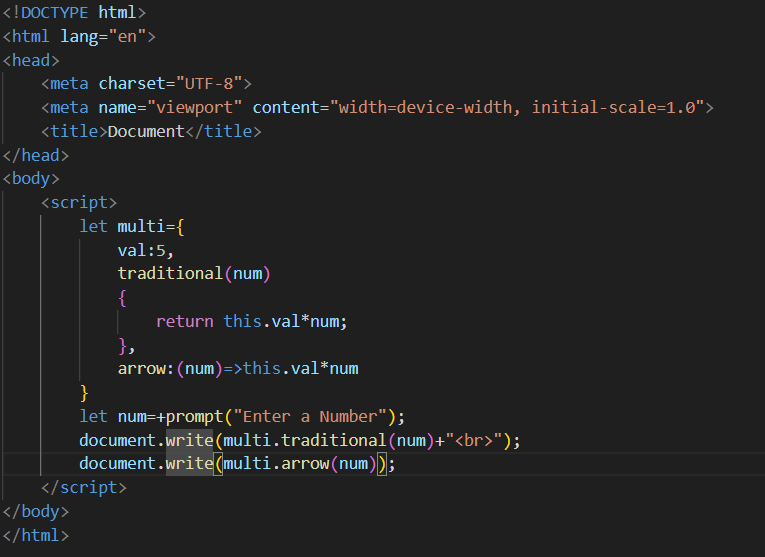 <!DOCTYPE html>
<html lang="en">
<head>
    <meta charset="UTF-8">
    <meta name="viewport" content="width=device-width, initial-scale=1.0">
    <title>Document</title>
</head>
<body>
    <script>
        let multi={
            val:5,
            traditional(num)
            {
                return this.val*num;
            },
            arrow:(num)=>this.val*num
        }
        let num=+prompt("Enter a Number");
        document.write(multi.traditional(num)+"<br>");
        document.write(multi.arrow(num));
    </script>
</body>
</html>